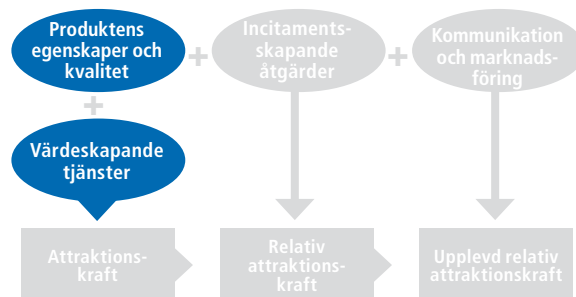 Produktens
egenskaper och
kvalitet
+
Incitaments-
skapande
åtgärder
+
Kommunikation
och marknads-
föring
+
Värdeskapande
tjänster
Attraktions-
kraft
Relativ
attraktions-
kraft
Upplevd relativ
attraktionskraft